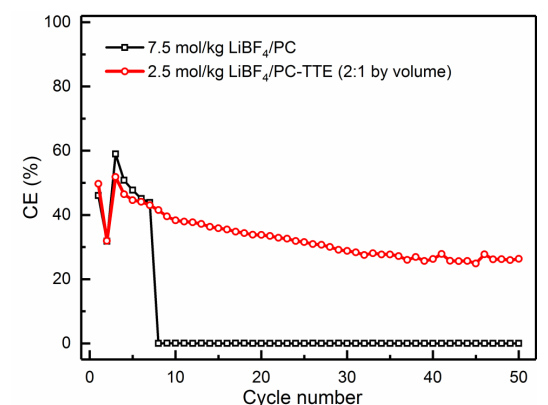 100
80
60
40
20
0
CE (%)
7.5 mol/kg LiBF₄/PC
2.5 mol/kg LiBF₄/PC-TTE (2:1 by volume)
0 10 20 30 40 50
Cycle number